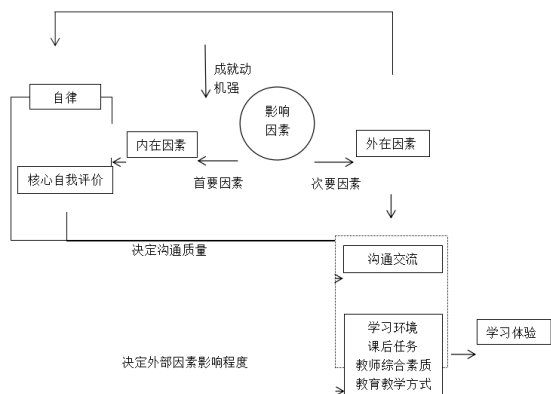 成就动
机强
自律
影响
因素
内在因素
外在因素
核心自我评价
首要因素
次要因素
决定沟通质量
沟通交流
学习环境
课后任务
教师综合素质
教育教学方式
学习体验
决定外部因素影响程度